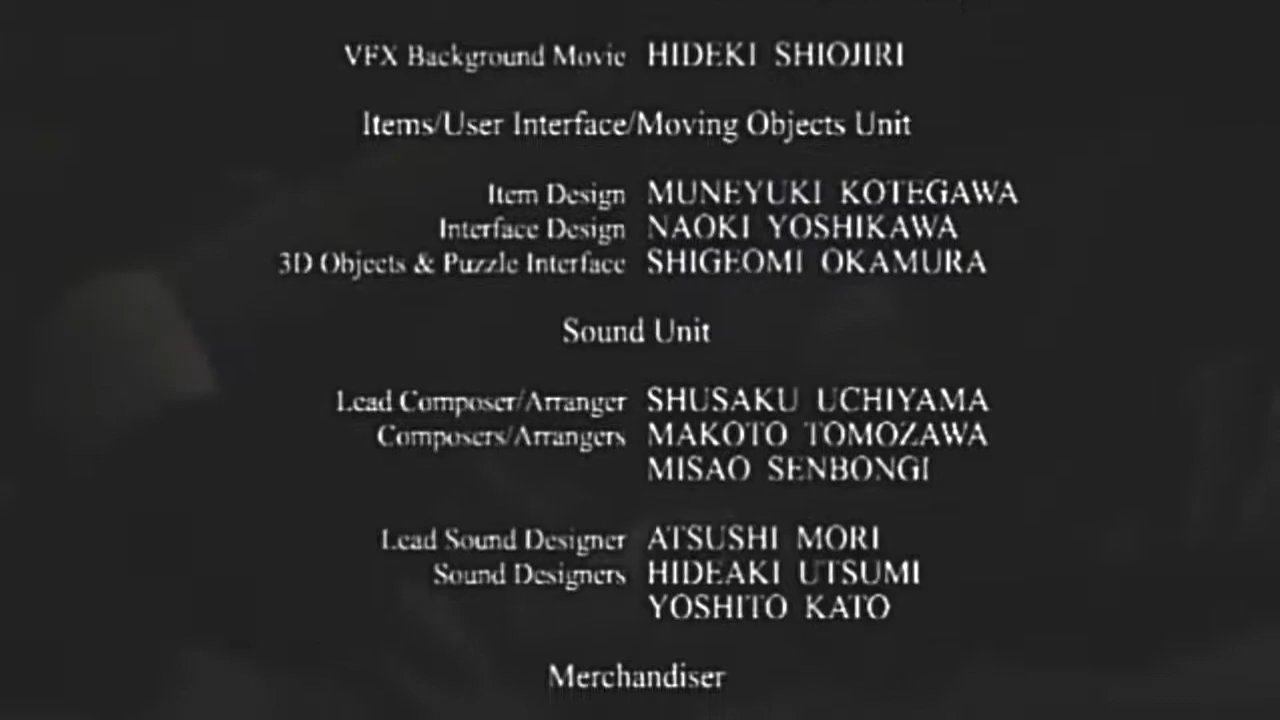 VFX Background Movie HIDEKI SHIOJIRI
Items/User Interface/Moving Objects Unit
Item Design MUNEYUKI KOTEGAWA
Interface Design NAOKI YOSHIKAWA
3D Objects & Puzzle Interface SHIGEOMI OKAMURA
Sound Unit
Lead Composer/Arranger SHUSAKU UCHIYAMA
Composers/Arrangers MAKOTO TOMOZAWA
MISAO SENBONGI
Lead Sound Designer ATSUSHI MORI
Sound Designers HIDEAKI UTSUMI
YOSHITO KATO
Merchandiser